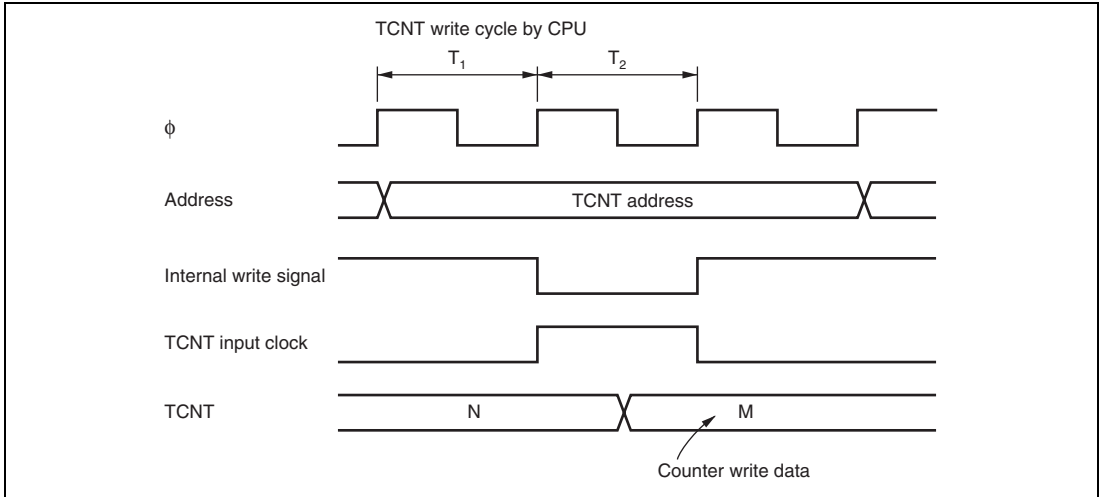 TCNT write cycle by CPU
T1 T2
ϕ
Address TCNT address
Internal write signal
TCNT input clock
TCNT N M
Counter write data